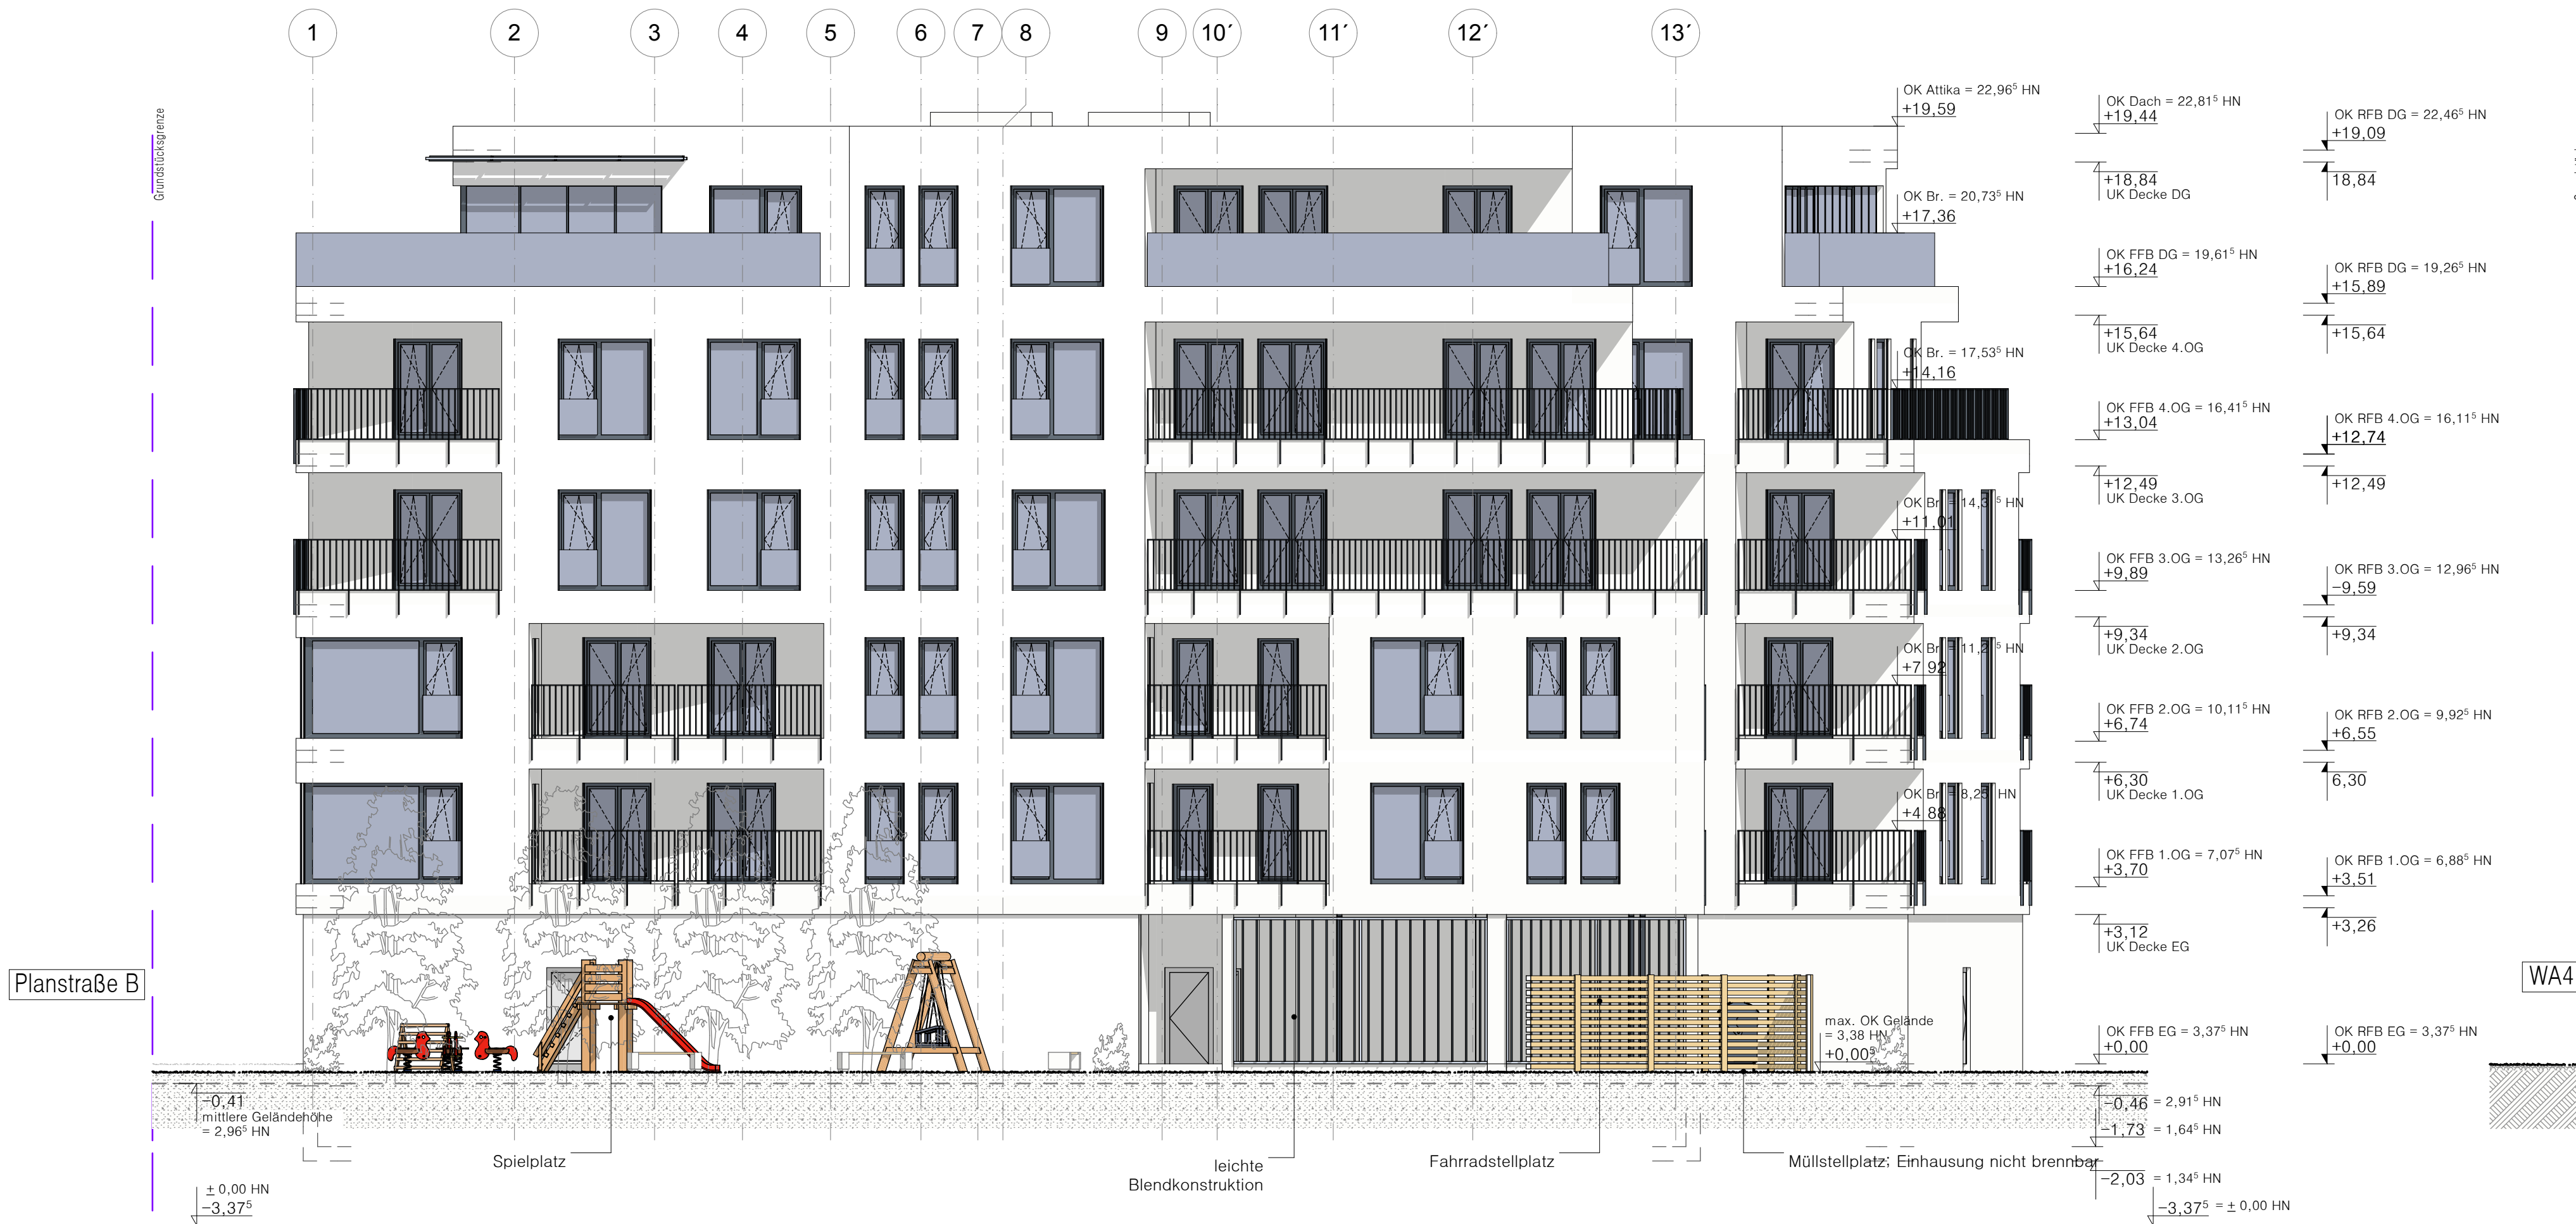 1
2
3
4
5
6
7
8
9
10´
11´
12´
13´
Grundstücksgrenze
OK Attika = 22,96⁵ HN
+19,59
OK Br. = 20,73⁵ HN
+17,36
OK Br. = 17,53⁵ HN
+14,16
+11,01
+7,92
+4,88
OK Dach = 22,81⁵ HN
+19,44
+18,84
UK Decke DG
OK FFB DG = 19,61⁵ HN
+16,24
+15,64
UK Decke 4.OG
OK FFB 4.OG = 16,41⁵ HN
+13,04
+12,49
UK Decke 3.OG
OK FFB 3.OG = 13,26⁵ HN
+9,89
+9,34
UK Decke 2.OG
OK FFB 2.OG = 10,11⁵ HN
+6,74
+6,30
UK Decke 1.OG
OK FFB 1.OG = 7,07⁵ HN
+3,70
+3,12
UK Decke EG
OK FFB EG = 3,37⁵ HN
+0,00
OK RFB DG = 22,46⁵ HN
+19,09
18,84
OK RFB DG = 19,26⁵ HN
+15,89
+15,64
OK RFB 4.OG = 16,11⁵ HN
+12,74
+12,49
OK RFB 3.OG = 12,96⁵ HN
−9,59
+9,34
OK RFB 2.OG = 9,92⁵ HN
+6,55
6,30
OK RFB 1.OG = 6,88⁵ HN
+3,51
+3,26
OK RFB EG = 3,37⁵ HN
+0,00
Planstraße B
WA4
max. OK Gelände
= 3,38 HN
+0,00⁵
−0,41
mittlere Geländehöhe
= 2,96⁵ HN
−0,46 = 2,91⁵ HN
−1,73 = 1,64⁵ HN
Spielplatz
leichte
Blendkonstruktion
Fahrradstellplatz
Müllstellplatz; Einhausung nicht brennbar
−2,03 = 1,34⁵ HN
± 0,00 HN
−3,37⁵
−3,37⁵ = ± 0,00 HN